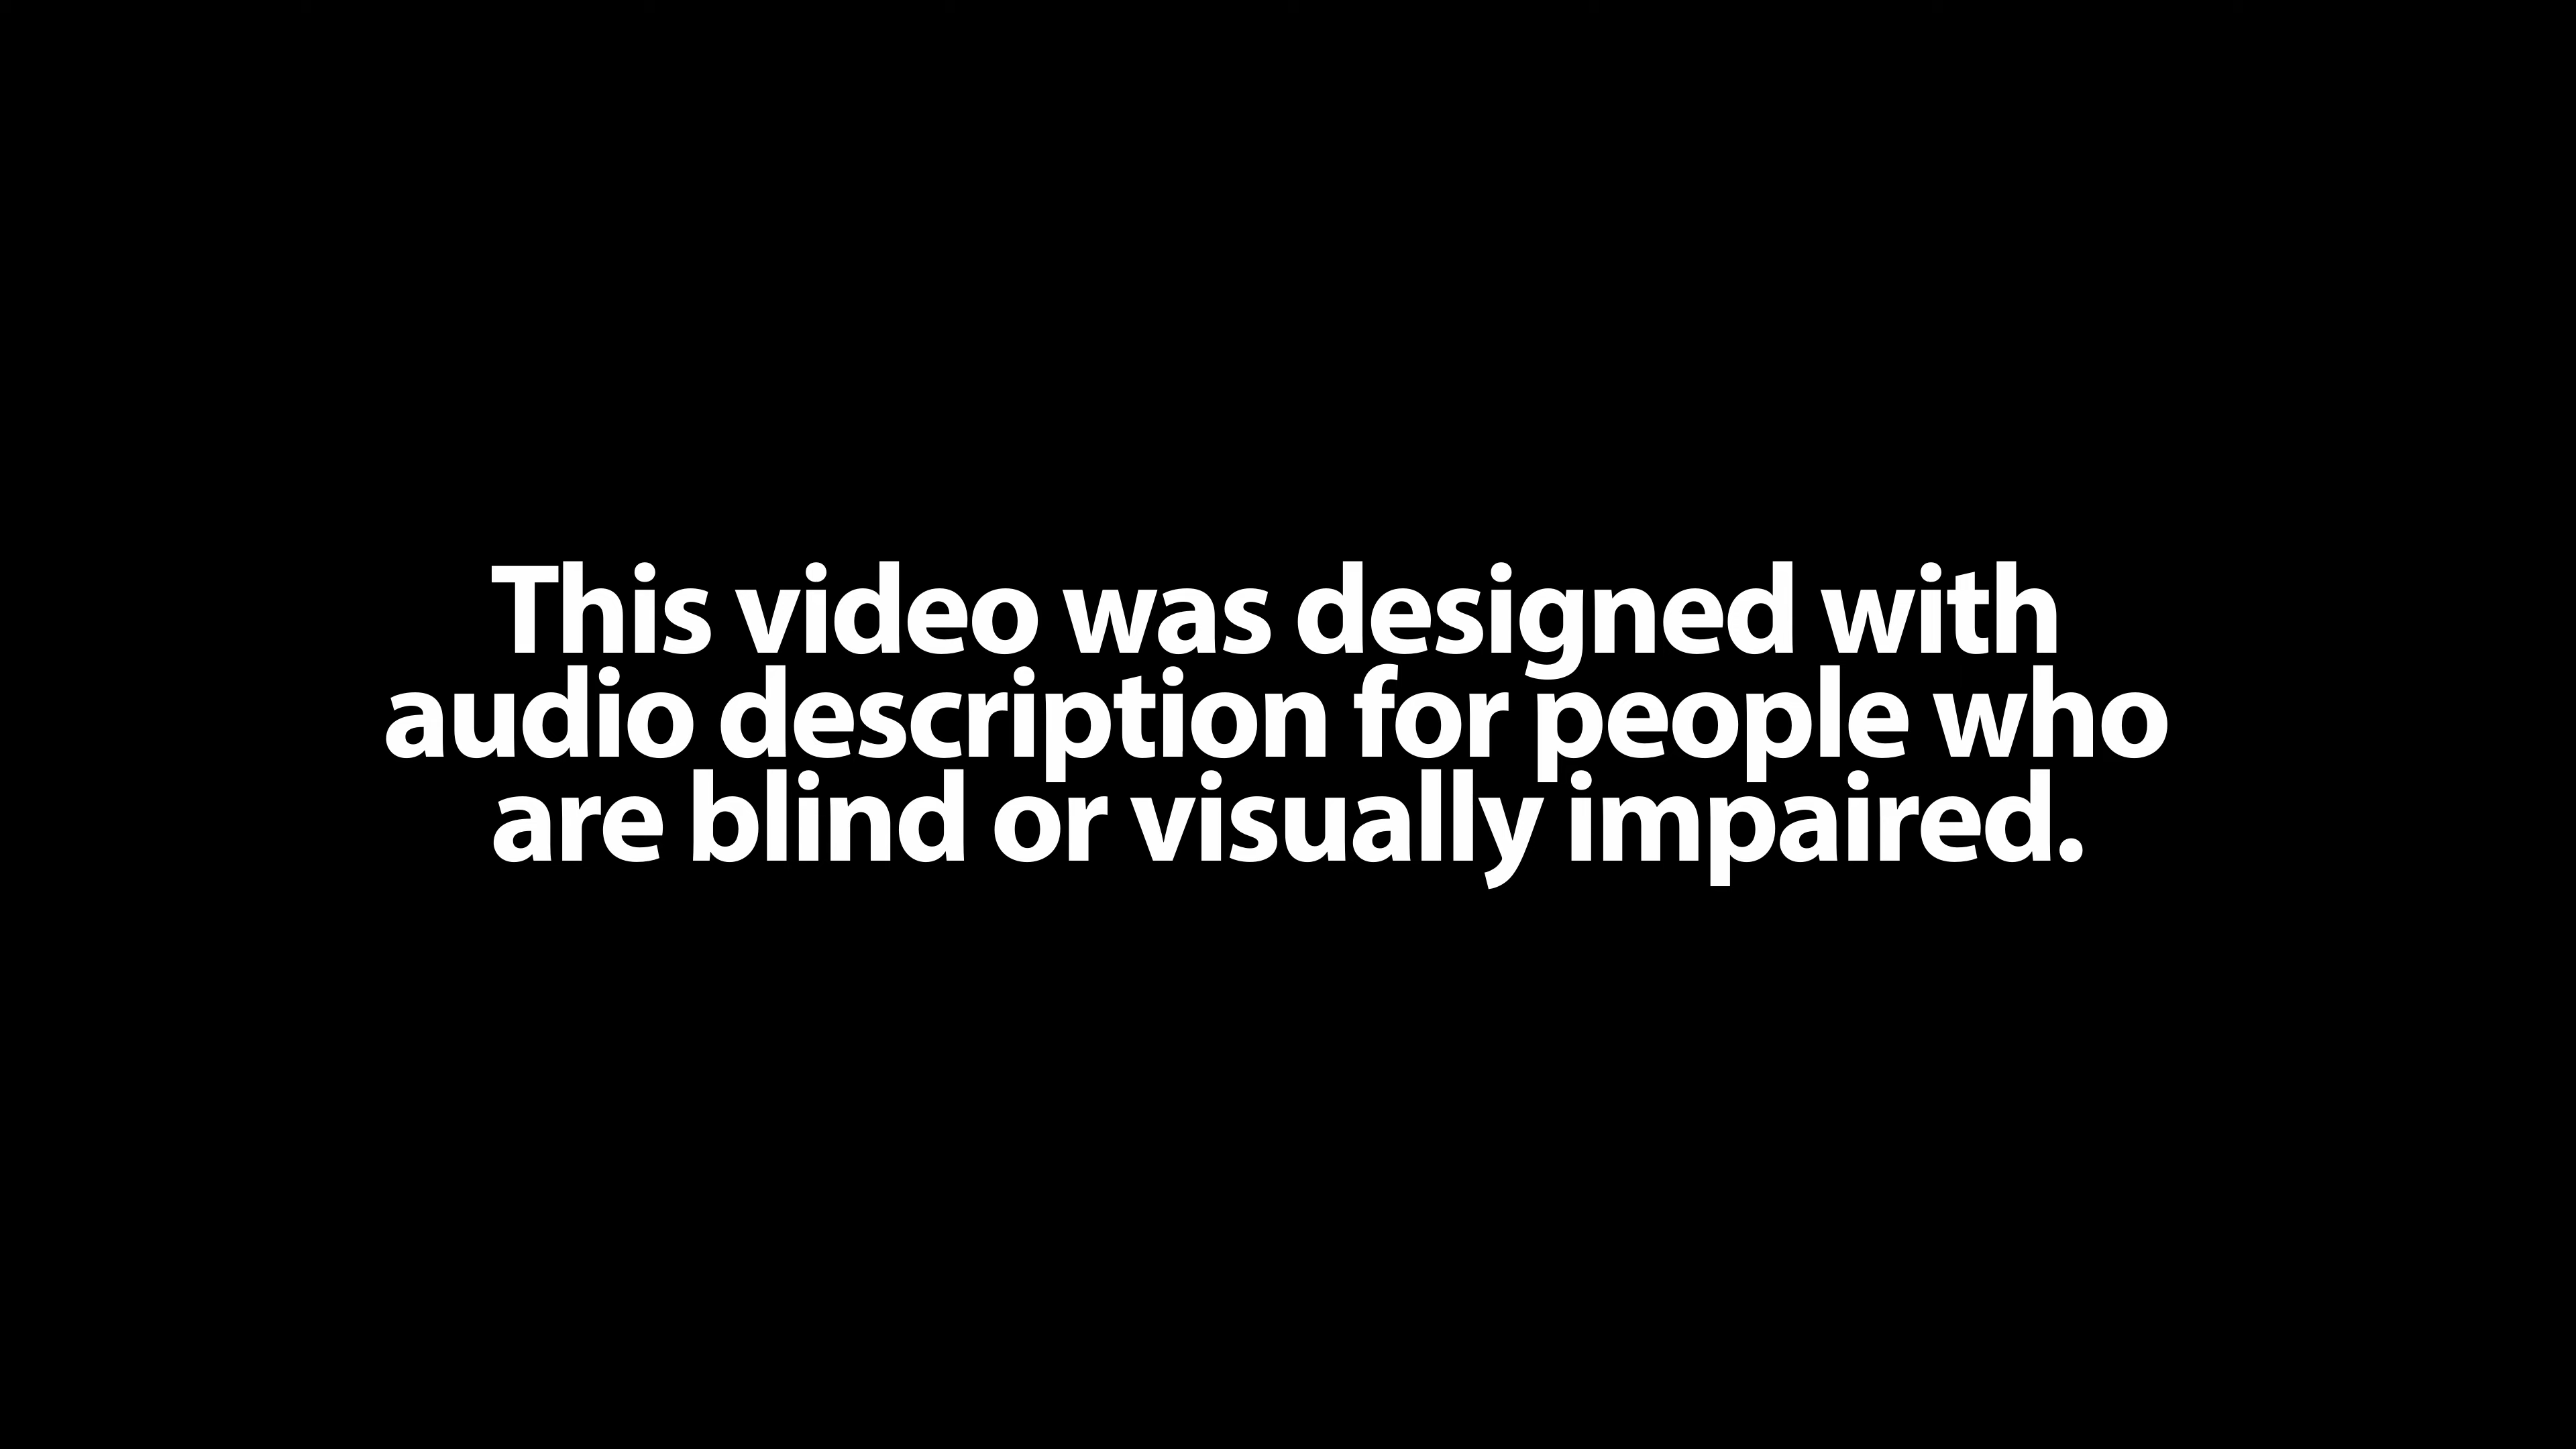 This video was designed with
audio description for people who
are blind or visually impaired.